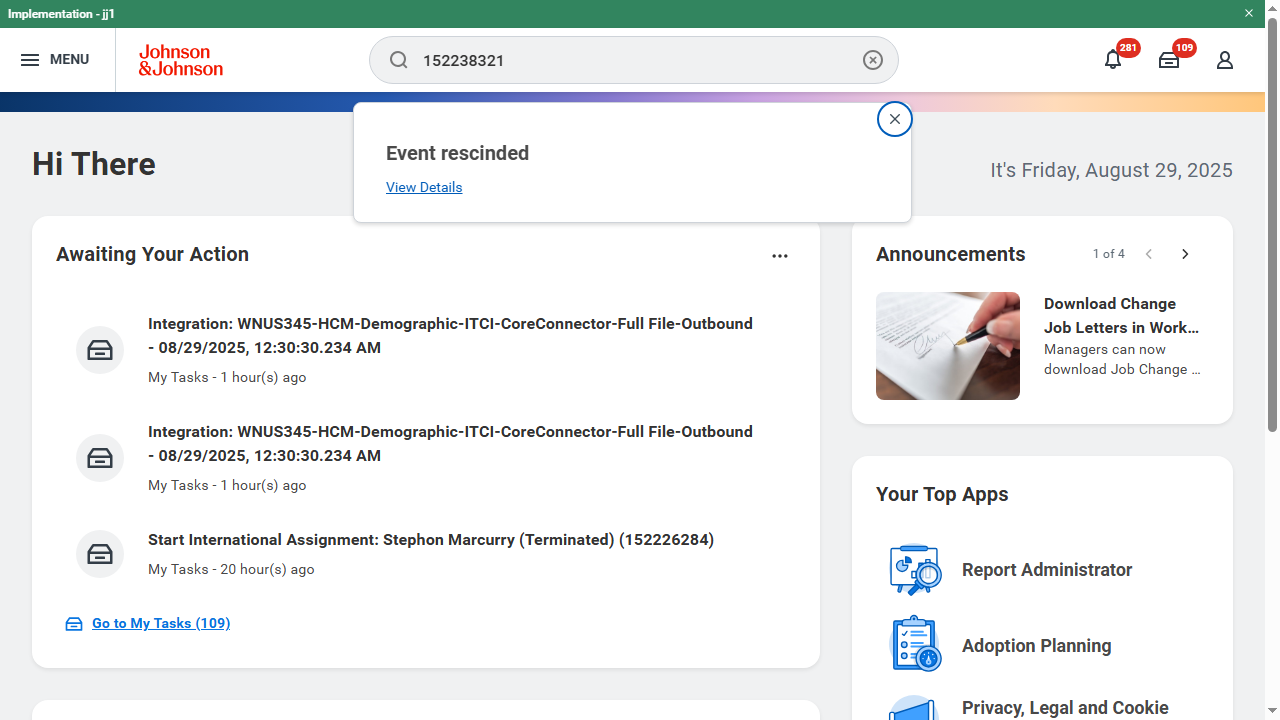 Implementation - jj1
MENU
Johnson
&Johnson
152238321
281
109
Event rescinded
View Details
Hi There
It's Friday, August 29, 2025
Awaiting Your Action
Integration: WNUS345-HCM-Demographic-ITCI-CoreConnector-Full File-Outbound
- 08/29/2025, 12:30:30.234 AM
My Tasks - 1 hour(s) ago
Integration: WNUS345-HCM-Demographic-ITCI-CoreConnector-Full File-Outbound
- 08/29/2025, 12:30:30.234 AM
My Tasks - 1 hour(s) ago
Start International Assignment: Stephon Marcurry (Terminated) (152226284)
My Tasks - 20 hour(s) ago
Go to My Tasks (109)
Announcements
1 of 4
Download Change
Job Letters in Work...
Managers can now
download Job Change ...
Your Top Apps
Report Administrator
Adoption Planning
Privacy, Legal and Cookie